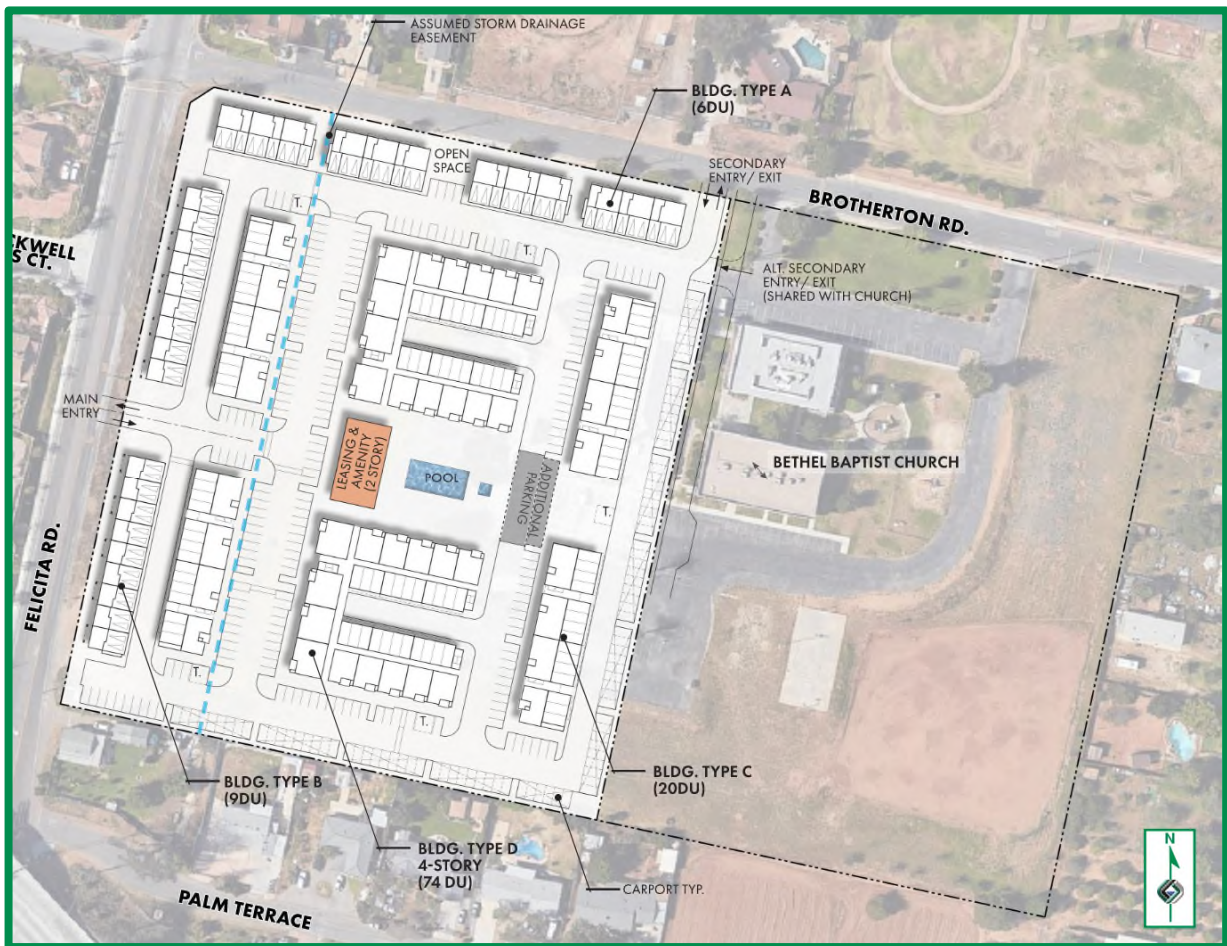 ASSUMED STORM DRAINAGE
EASEMENT
BLDG. TYPE A
(6DU)
OPEN
SPACE
SECONDARY
ENTRY/ EXIT
BROTHERTON RD.
T.
T.
KWELL
S CT.
ALT. SECONDARY
ENTRY/ EXIT
(SHARED WITH CHURCH)
MAIN
ENTRY
LEASING &
AMENITY
(2 STORY)
POOL
ADDITIONAL
PARKING
BETHEL BAPTIST CHURCH
T.
FELICITA RD.
T.
T.
BLDG. TYPE B
(9DU)
BLDG. TYPE C
(20DU)
BLDG. TYPE D
4-STORY
(74 DU)
CARPORT TYP.
PALM TERRACE
N